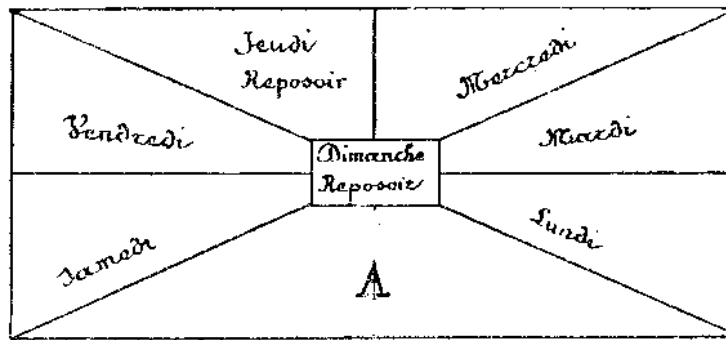 Jeudi
Reposoir
Mercredi
Vendredi
Mardi
Dimanche
Reposoir
Samedi
Lundi
A